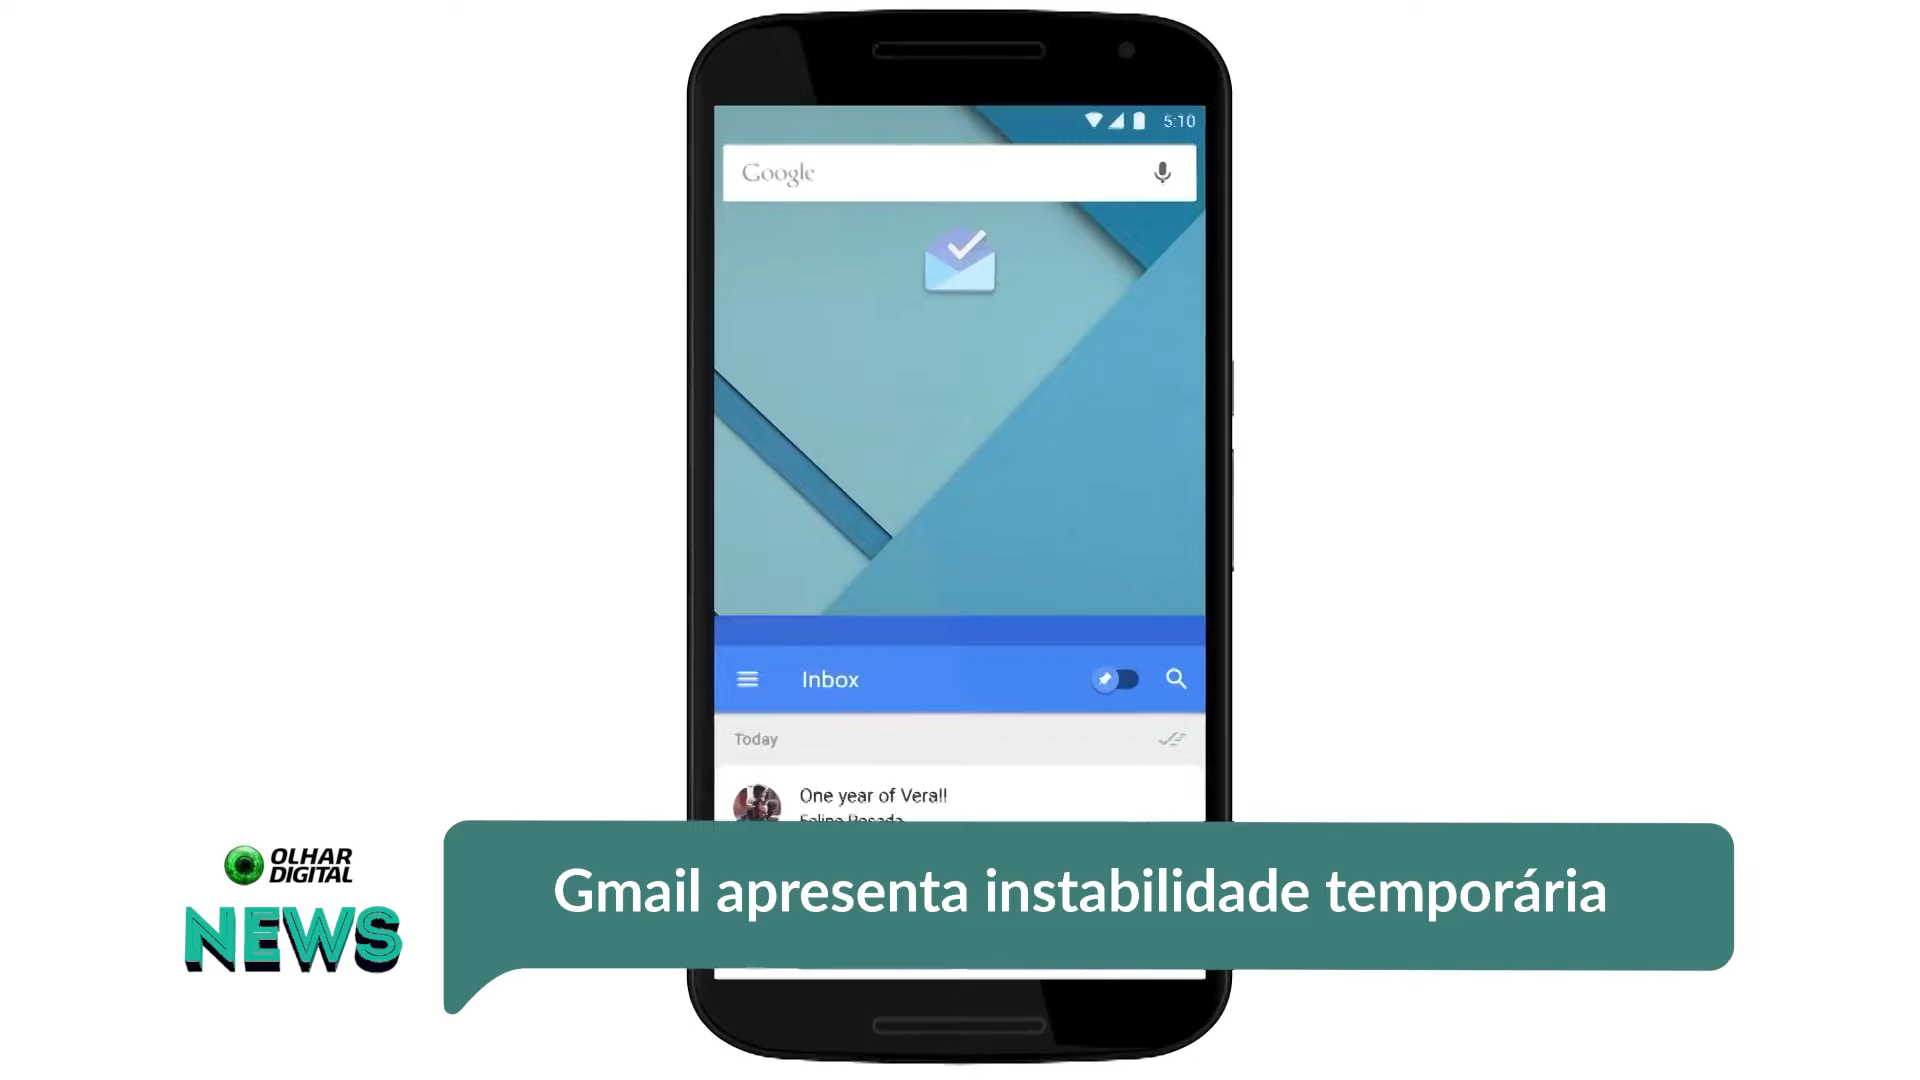 5:10
Google
Inbox
Today
One year of Vera!!
OLHAR
DIGITAL
NEWS
Gmail apresenta instabilidade temporária